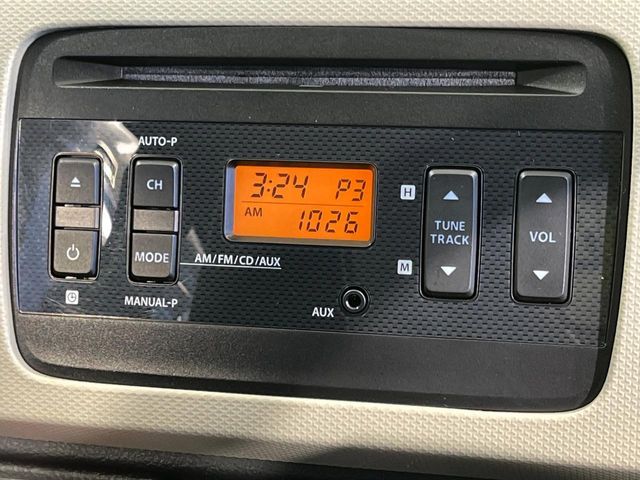 AUTO-P
CH
MODE
MANUAL-P
3:24 P3
AM 1026
AM/FM/CD/AUX
AUX
H
M
TUNE
TRACK
VOL